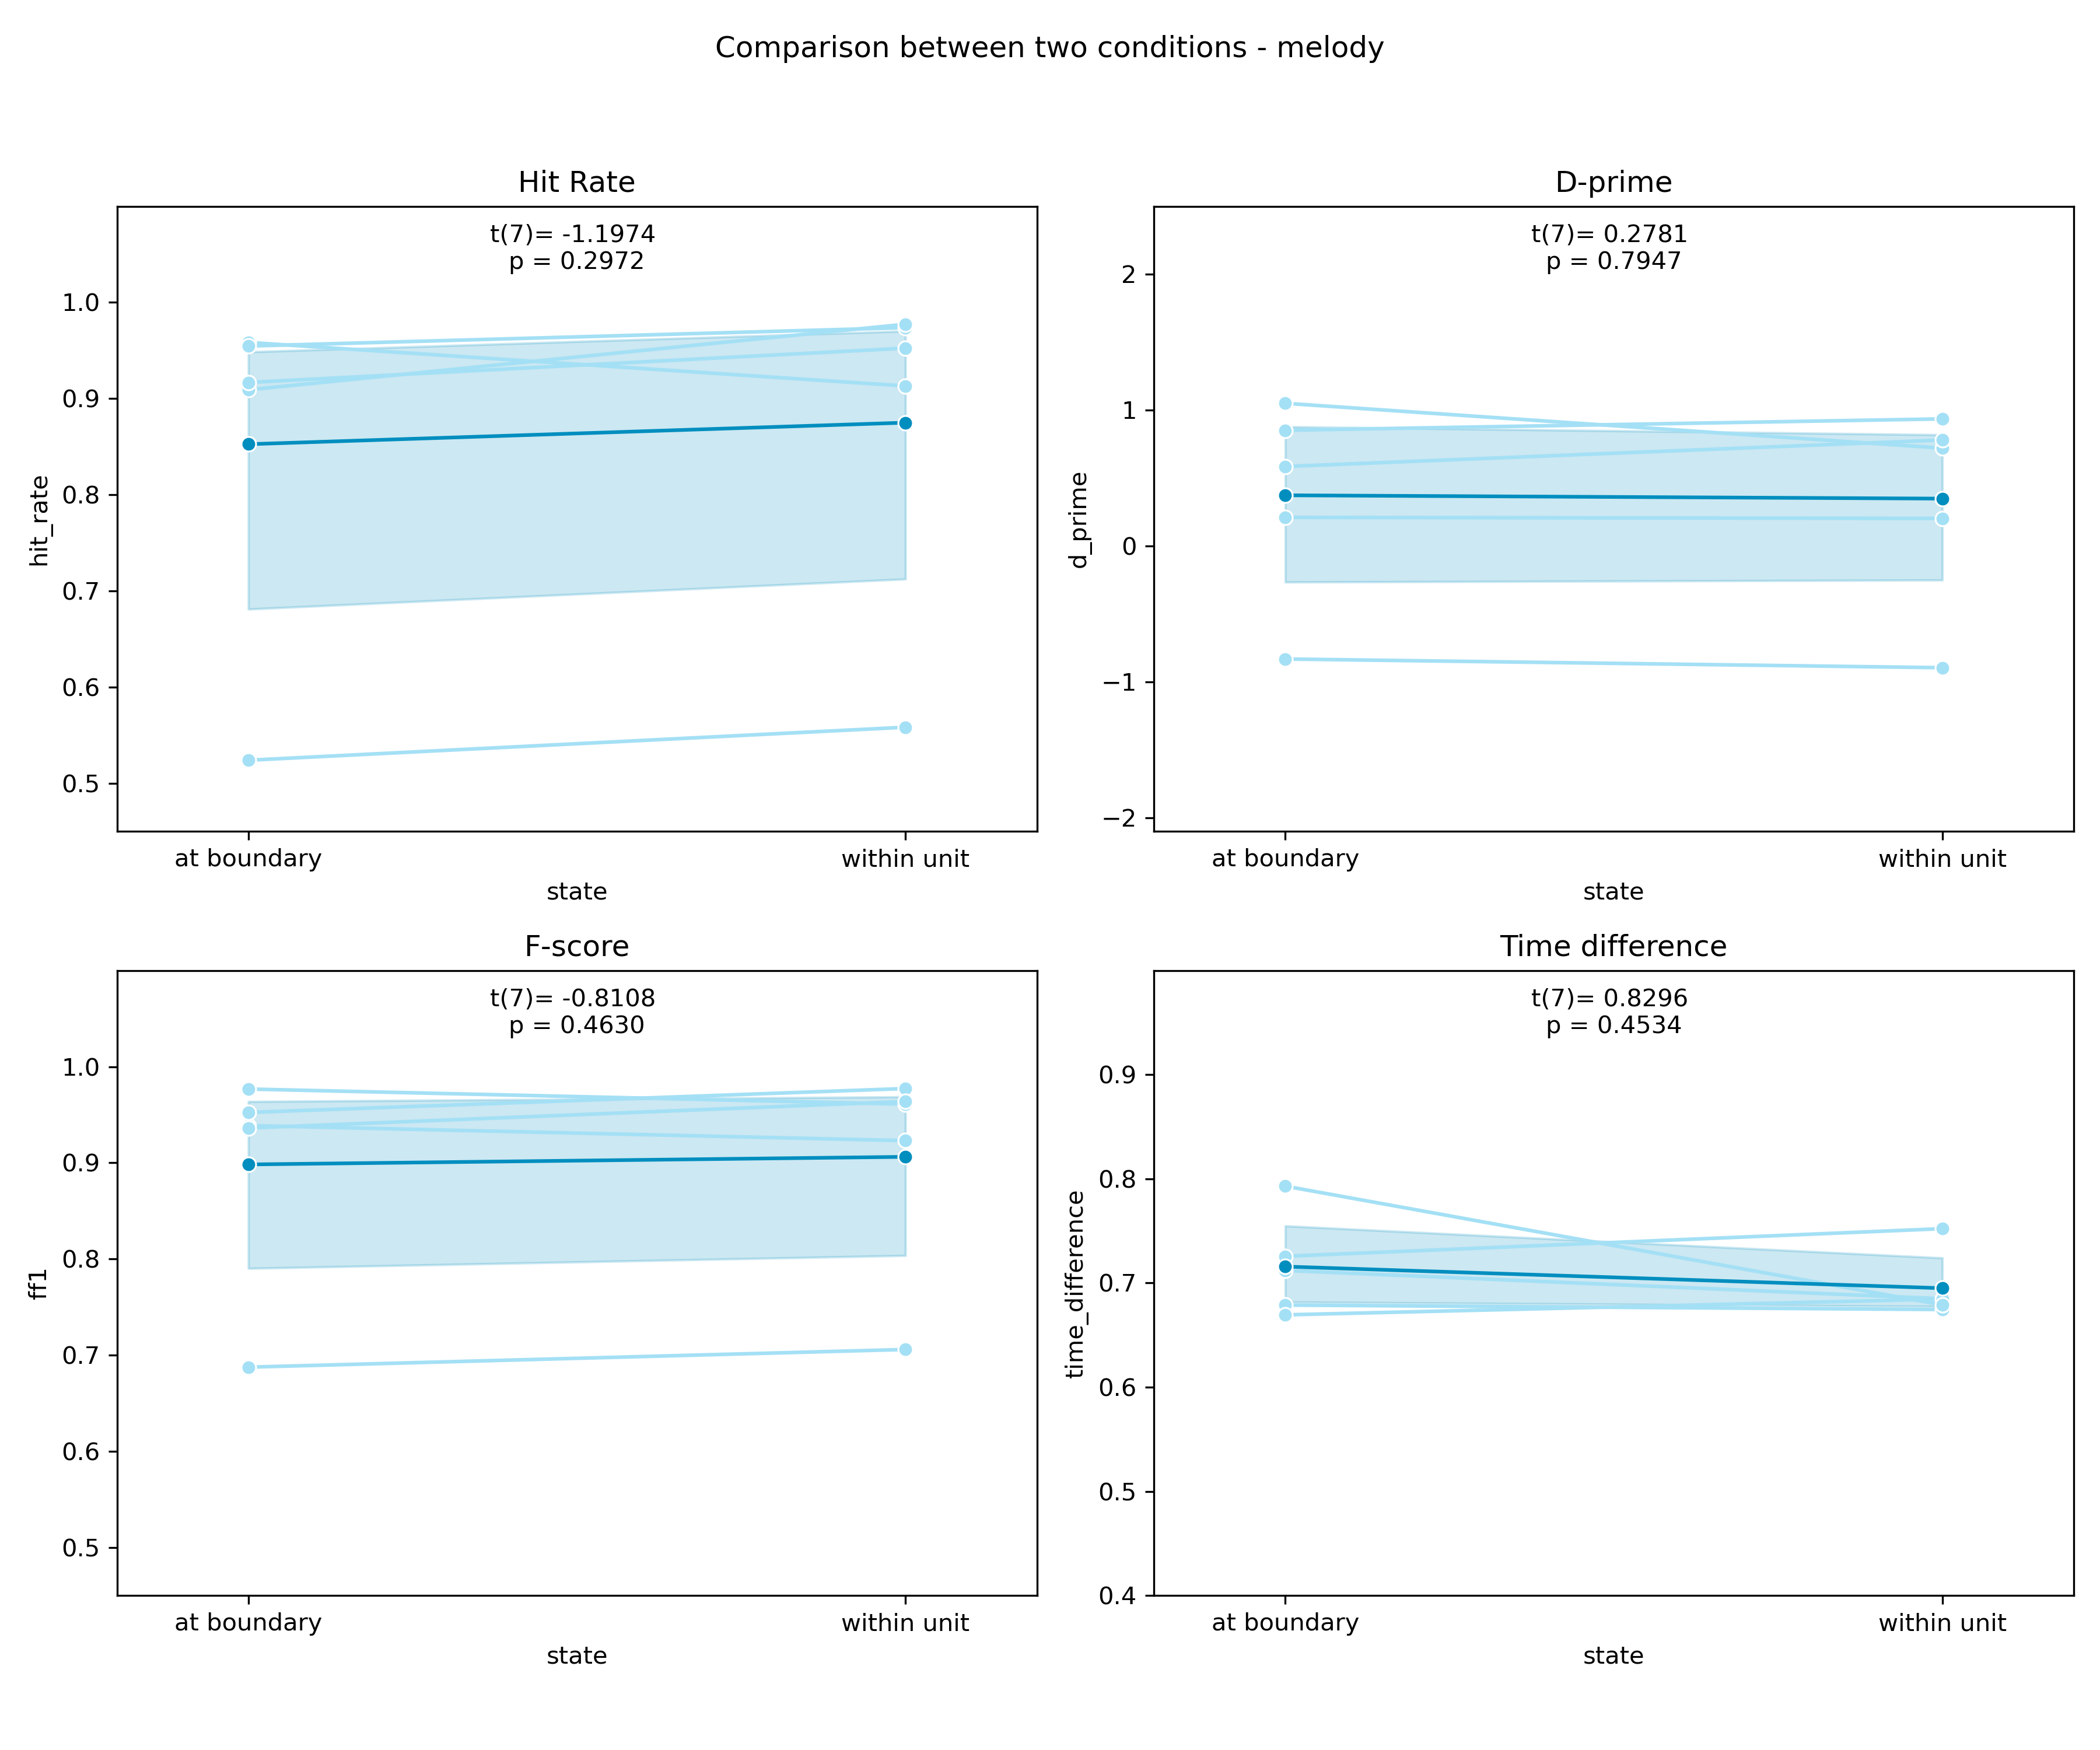 Comparison between two conditions - melody
Hit Rate
t(7)= -1.1974
p = 0.2972
hit_rate
1.0
0.9
0.8
0.7
0.6
0.5
at boundary
within unit
state
D-prime
t(7)= 0.2781
p = 0.7947
d_prime
2
1
0
−1
−2
at boundary
within unit
state
F-score
t(7)= -0.8108
p = 0.4630
ff1
1.0
0.9
0.8
0.7
0.6
0.5
at boundary
within unit
state
Time difference
t(7)= 0.8296
p = 0.4534
time_difference
0.9
0.8
0.7
0.6
0.5
0.4
at boundary
within unit
state